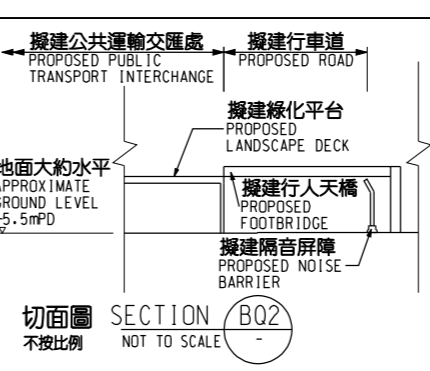 擬建公共運輸交匯處
PROPOSED PUBLIC
TRANSPORT INTERCHANGE
擬建行車道
PROPOSED ROAD
擬建綠化平台
PROPOSED
LANDSCAPE DECK
地面大約水平
APPROXIMATE
GROUND LEVEL
5.5mPD
擬建行人天橋
PROPOSED
FOOTBRIDGE
擬建隔音屏障
PROPOSED NOISE
BARRIER
切面圖 SECTION BQ2
不按比例 NOT TO SCALE -